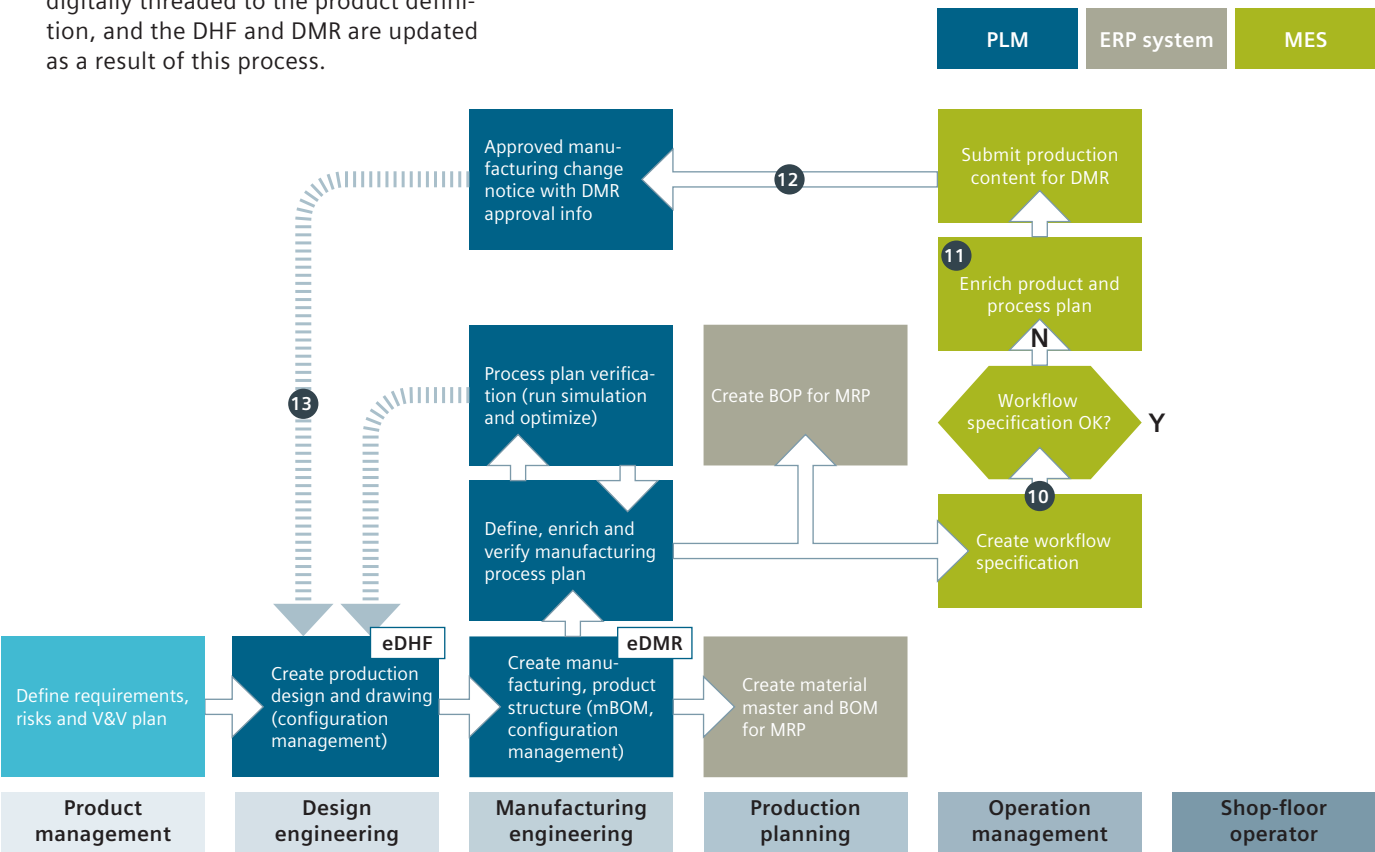 digitally threaded to the product defini-
tion, and the DHF and DMR are updated
as a result of this process.
PLM
ERP system
MES
Approved manu-
facturing change
notice with DMR
approval info
12
Submit production
content for DMR
11
Enrich product and
process plan
N
Process plan verifica-
tion (run simulation
and optimize)
Create BOP for MRP
Workflow
specification OK?
Y
13
10
Define, enrich and
verify manufacturing
process plan
Create workflow
specification
eDHF
eDMR
Define requirements,
risks and V&V plan
Create production
design and drawing
(configuration
management)
Create manu-
facturing, product
structure (mBOM,
configuration
management)
Create material
master and BOM
for MRP
Product
management
Design
engineering
Manufacturing
engineering
Production
planning
Operation
management
Shop-floor
operator